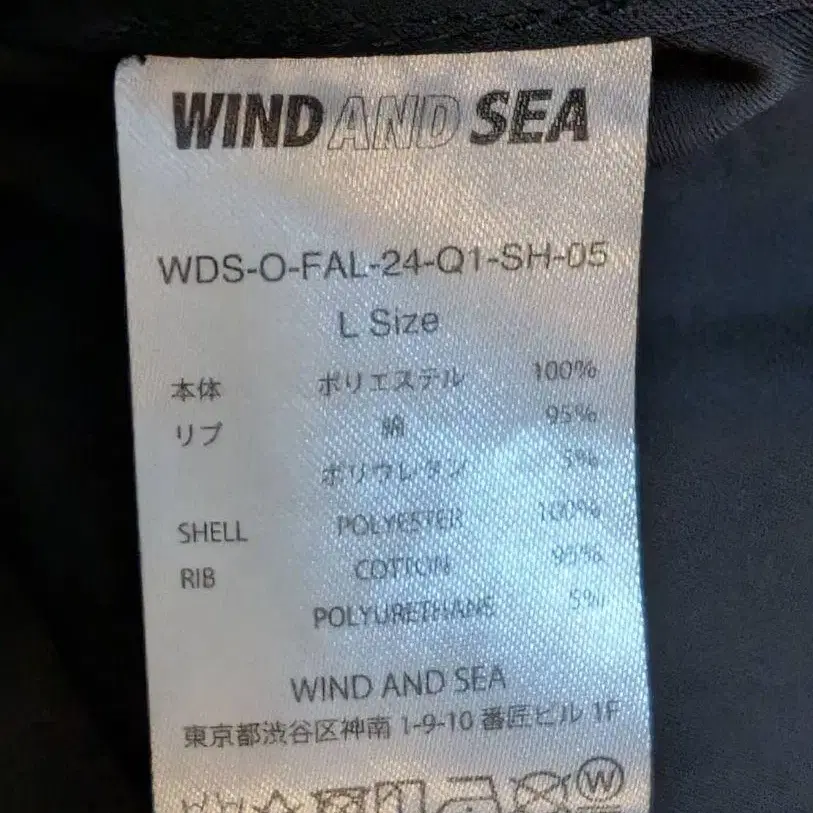 WIND AND SEA
WDS-O-FAL-24-Q1-SH-05
L Size
本体 ポリエステル 100%
リブ 綿 95%
ポリウレタン 5%
SHELL POLYESTER 100%
RIB COTTON 95%
POLYURETHANE 5%
WIND AND SEA
東京都渋谷区神南 1-9-10 番匠ビル 1F
W